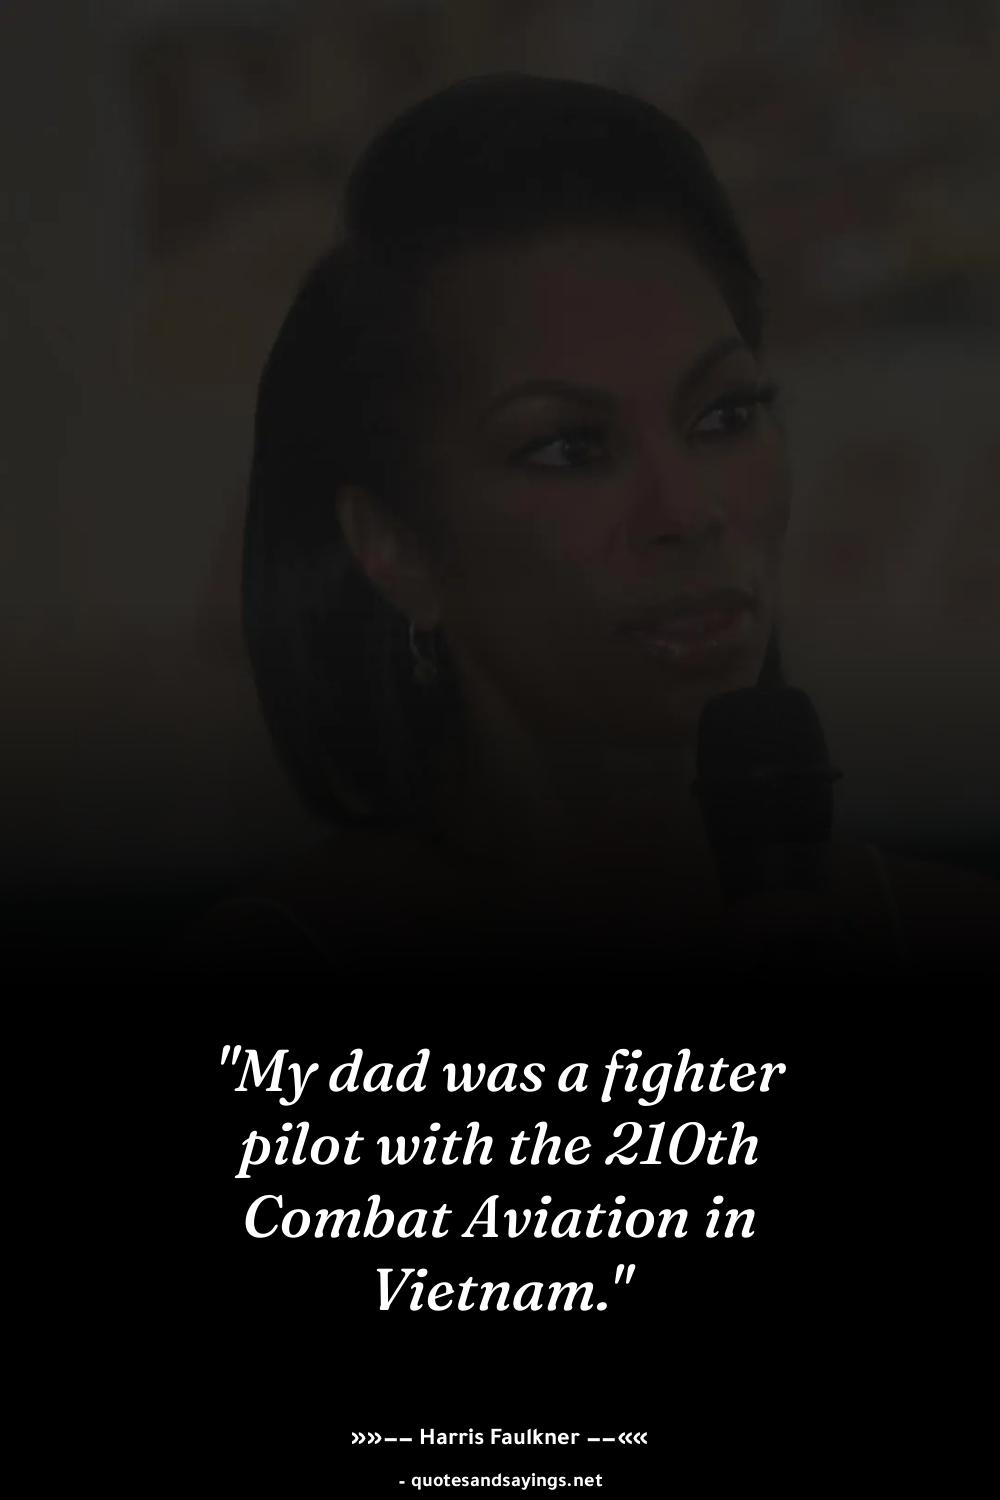 "My dad was a fighter
pilot with the 210th
Combat Aviation in
Vietnam."
»»−− Harris Faulkner −−««
- quotesandsayings.net